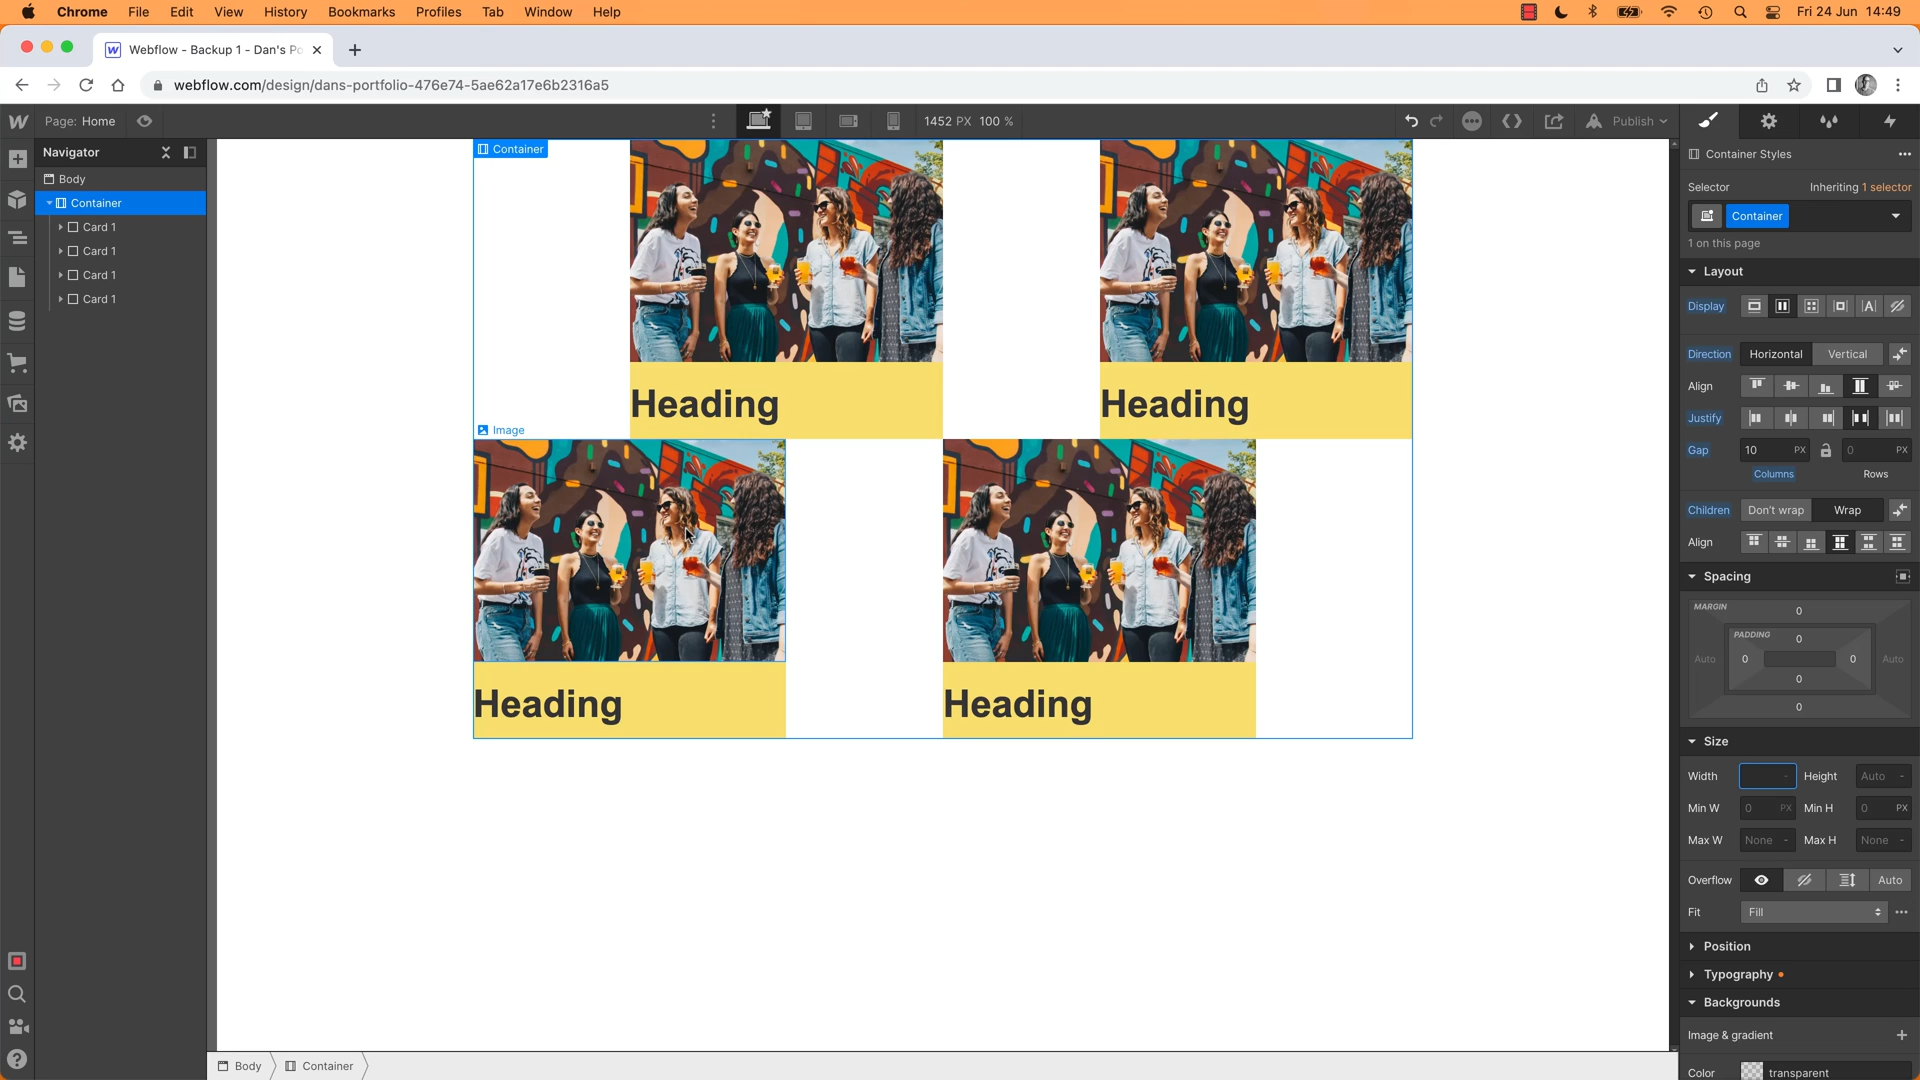 Chrome File Edit View History Bookmarks Profiles Tab Window Help Fri 24 Jun 14:49
Webflow - Backup 1 - Dan's Po
webflow.com/design/dans-portfolio-476e74-5ae62a17e6b2316a5
Page: Home 1452 PX 100 % Publish
Navigator
Body
Container
Card 1
Card 1
Card 1
Card 1
Container
Heading
Heading
Image
Heading
Heading
Container Styles
Selector Inheriting 1 selector
Container
1 on this page
Layout
Display
Direction Horizontal Vertical
Align
Justify
Gap 10 PX 0 PX
Columns Rows
Children Don't wrap Wrap
Align
Spacing
MARGIN 0
PADDING 0
Auto 0 0 Auto
0
0
Size
Width - Height Auto -
Min W 0 PX Min H 0 PX
Max W None - Max H None -
Overflow Auto
Fit Fill
Position
Typography
Backgrounds
Image & gradient
Color transparent
Body Container